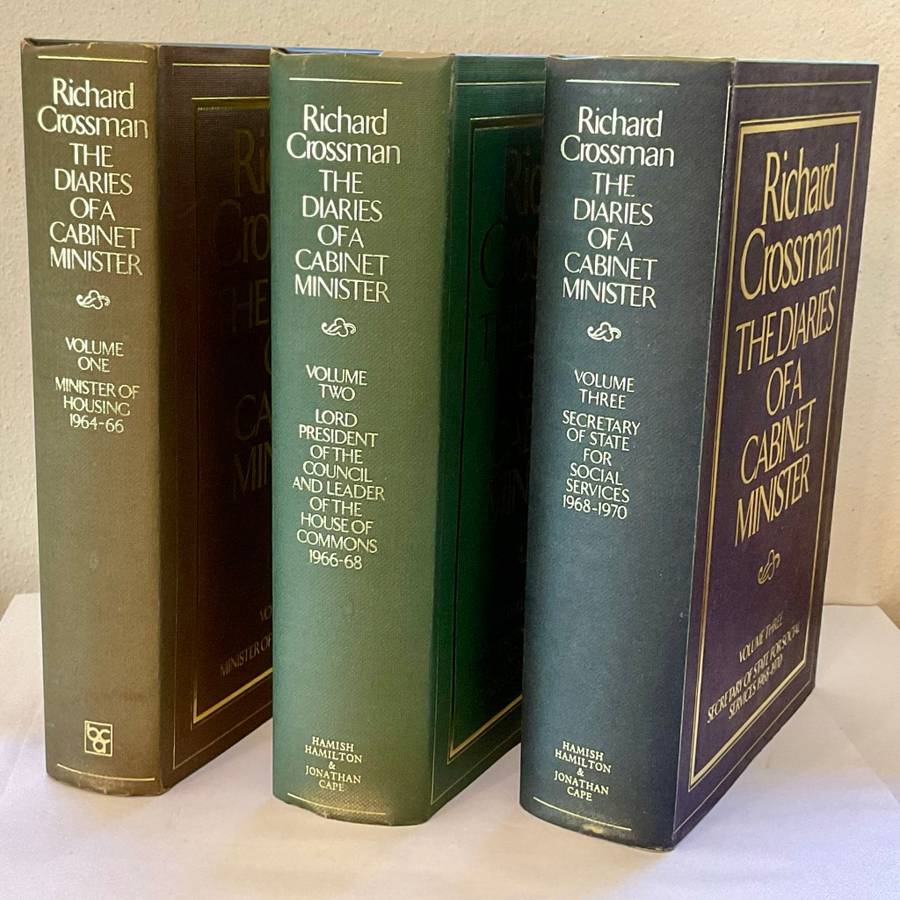 Richard
Crossman
THE
DIARIES
OF A
CABINET
MINISTER
VOLUME
ONE
MINISTER OF
HOUSING
1964-66
Richard
Crossman
THE
DIARIES
OF A
CABINET
MINISTER
VOLUME
TWO
LORD
PRESIDENT
OF THE
COUNCIL
AND LEADER
OF THE
HOUSE OF
COMMONS
1966-68
HAMISH
HAMILTON
&
JONATHAN
CAPE
Richard
Crossman
THE
DIARIES
OF A
CABINET
MINISTER
VOLUME
THREE
SECRETARY
OF STATE
FOR
SOCIAL
SERVICES
1968-1970
HAMISH
HAMILTON
&
JONATHAN
CAPE
Richard
Crossman
THE DIARIES
OF A
CABINET
MINISTER
VOLUME THREE
SECRETARY OF STATE FOR SOCIAL
SERVICES 1968-1970